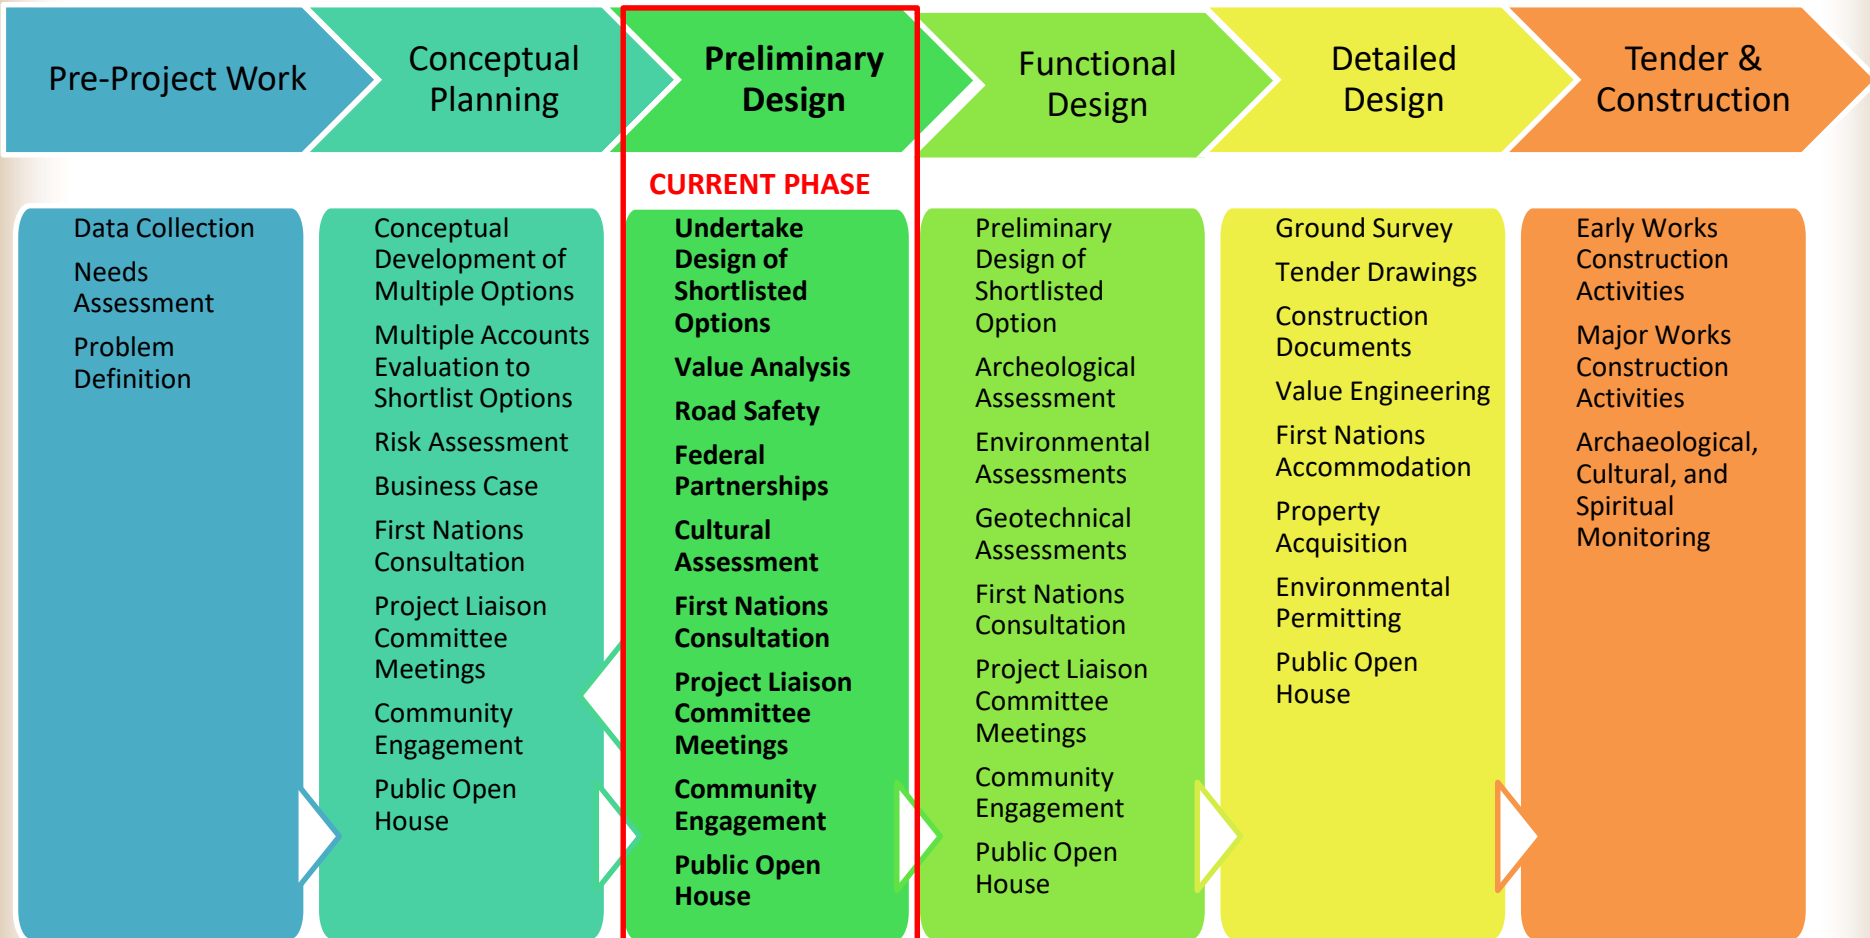 Pre-Project Work
Conceptual
Planning
Preliminary
Design
Functional
Design
Detailed
Design
Tender &
Construction
CURRENT PHASE
Data Collection
Needs
Assessment
Problem
Definition
Conceptual
Development of
Multiple Options
Multiple Accounts
Evaluation to
Shortlist Options
Risk Assessment
Business Case
First Nations
Consultation
Project Liaison
Committee
Meetings
Community
Engagement
Public Open
House
Undertake
Design of
Shortlisted
Options
Value Analysis
Road Safety
Federal
Partnerships
Cultural
Assessment
First Nations
Consultation
Project Liaison
Committee
Meetings
Community
Engagement
Public Open
House
Preliminary
Design of
Shortlisted
Option
Archeological
Assessment
Environmental
Assessments
Geotechnical
Assessments
First Nations
Consultation
Project Liaison
Committee
Meetings
Community
Engagement
Public Open
House
Ground Survey
Tender Drawings
Construction
Documents
Value Engineering
First Nations
Accommodation
Property
Acquisition
Environmental
Permitting
Public Open
House
Early Works
Construction
Activities
Major Works
Construction
Activities
Archaeological,
Cultural, and
Spiritual
Monitoring